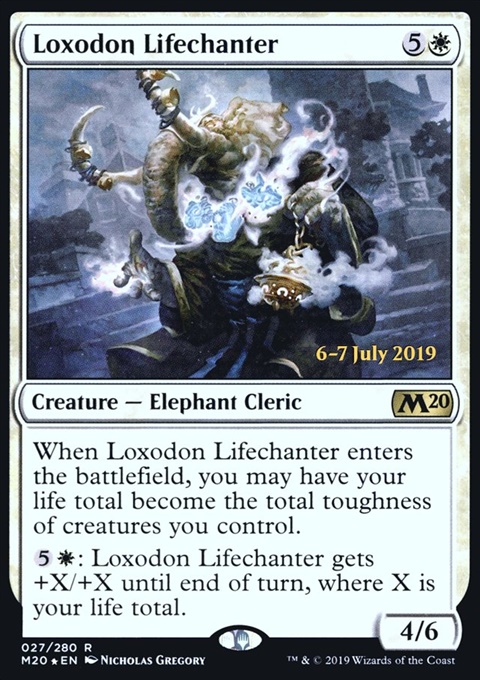 Loxodon Lifechanter 5
6–7 July 2019
Creature — Elephant Cleric M20
When Loxodon Lifechanter enters
the battlefield, you may have your
life total become the total toughness
of creatures you control.
5: Loxodon Lifechanter gets
+X/+X until end of turn, where X is
your life total.
4/6
027/280 R
M20★EN Nicholas Gregory ™ & © 2019 Wizards of the Coast